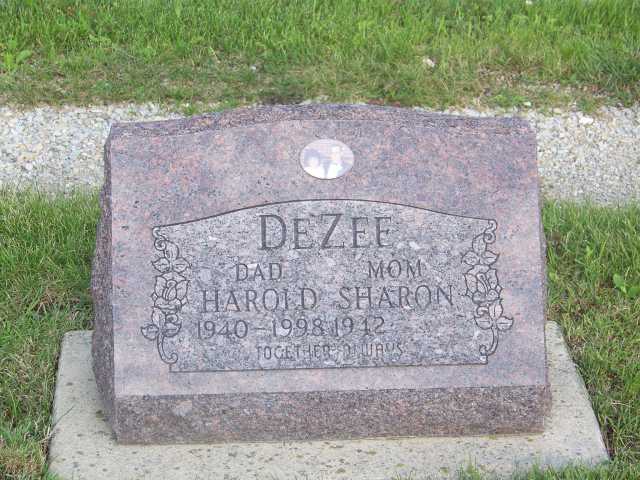 DEZEE
DAD MOM
HAROLD SHARON
1940-1998 1942
TOGETHER ALWAYS